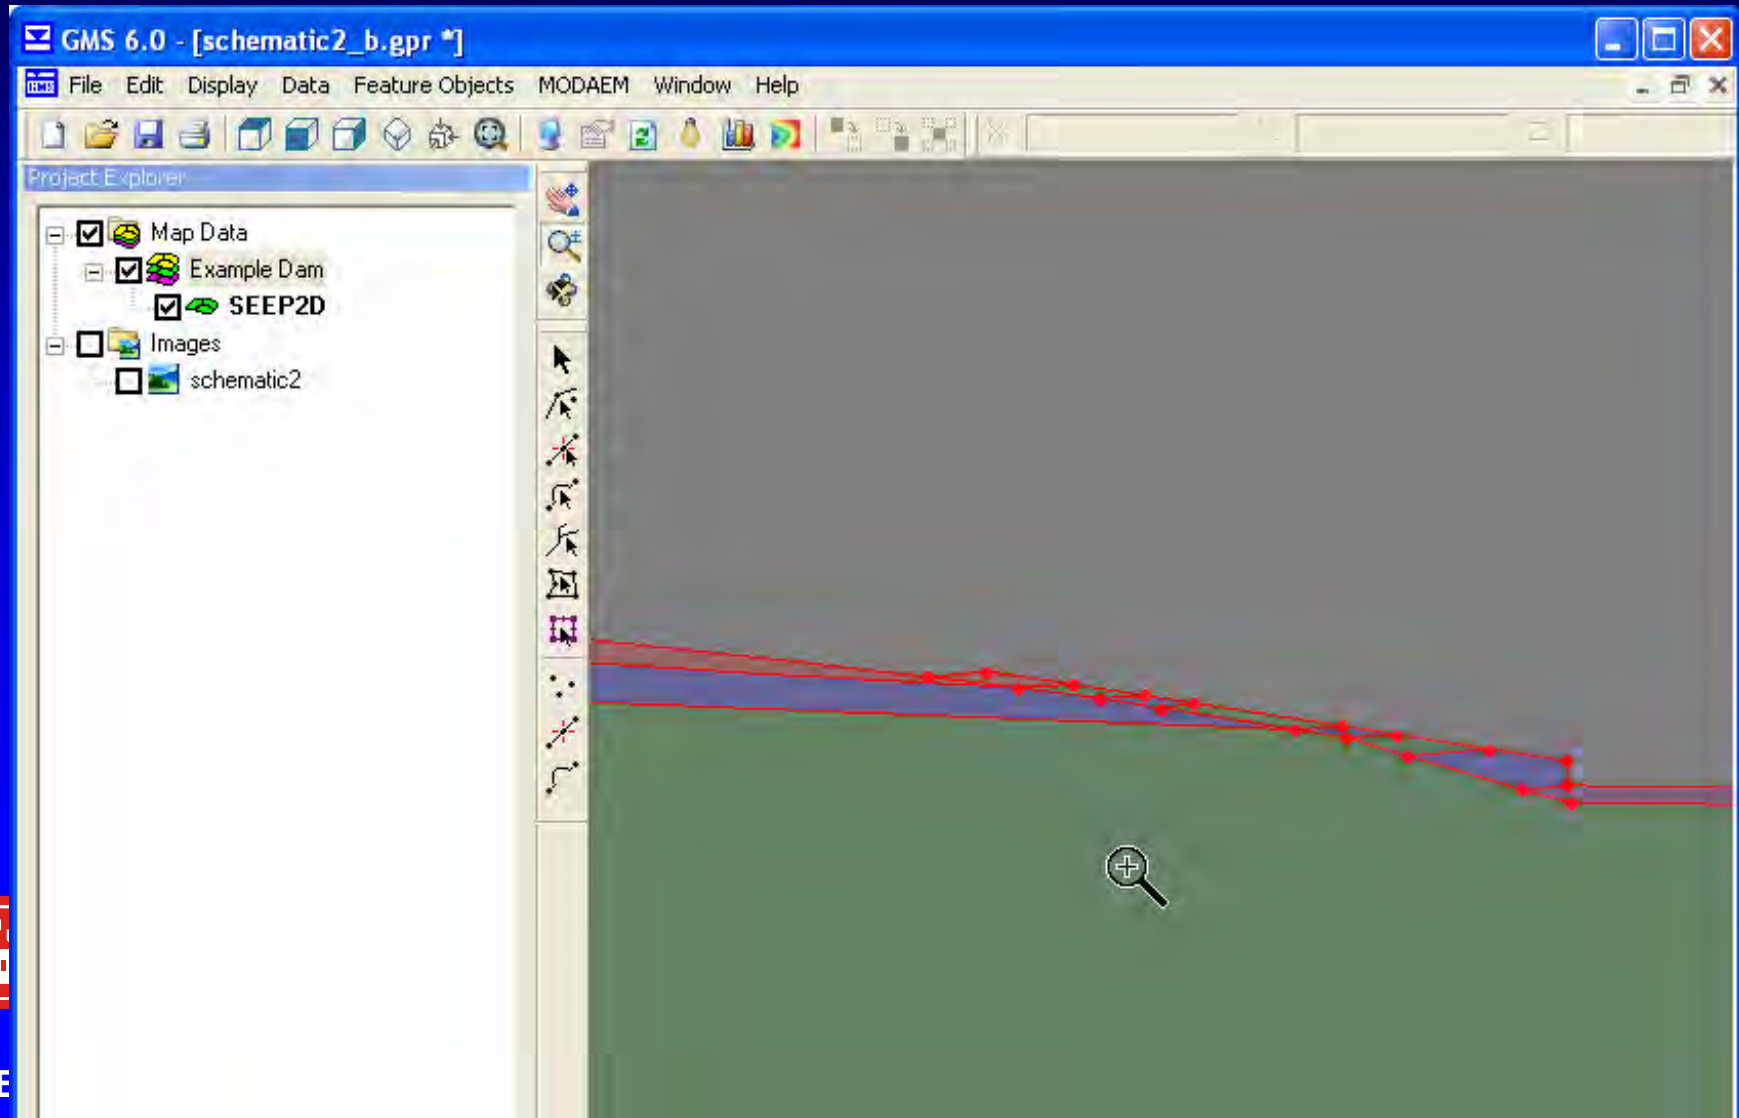 GMS 6.0 - [schematic2_b.gpr *]
File Edit Display Data Feature Objects MODAEM Window Help
Project Explorer
Map Data
Example Dam
SEEP2D
Images
schematic2